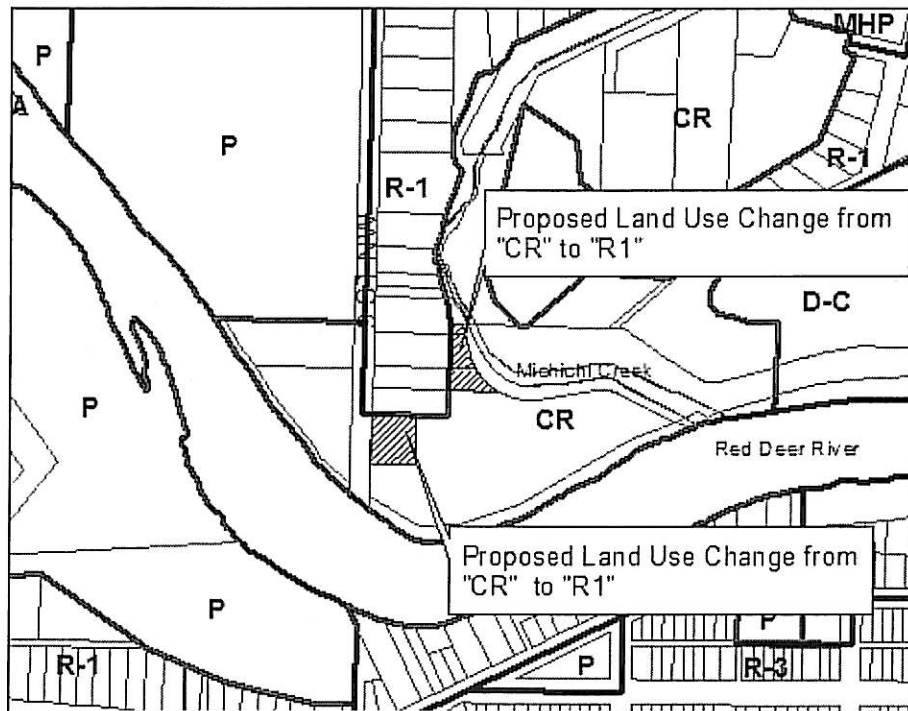 P
MHP
A
P
CR
R-1
R-1
Proposed Land Use Change from
"CR" to "R1"
D-C
Michichi Creek
P
CR
Red Deer River
Proposed Land Use Change from
"CR" to "R1"
P
P
R-1
P
R-3